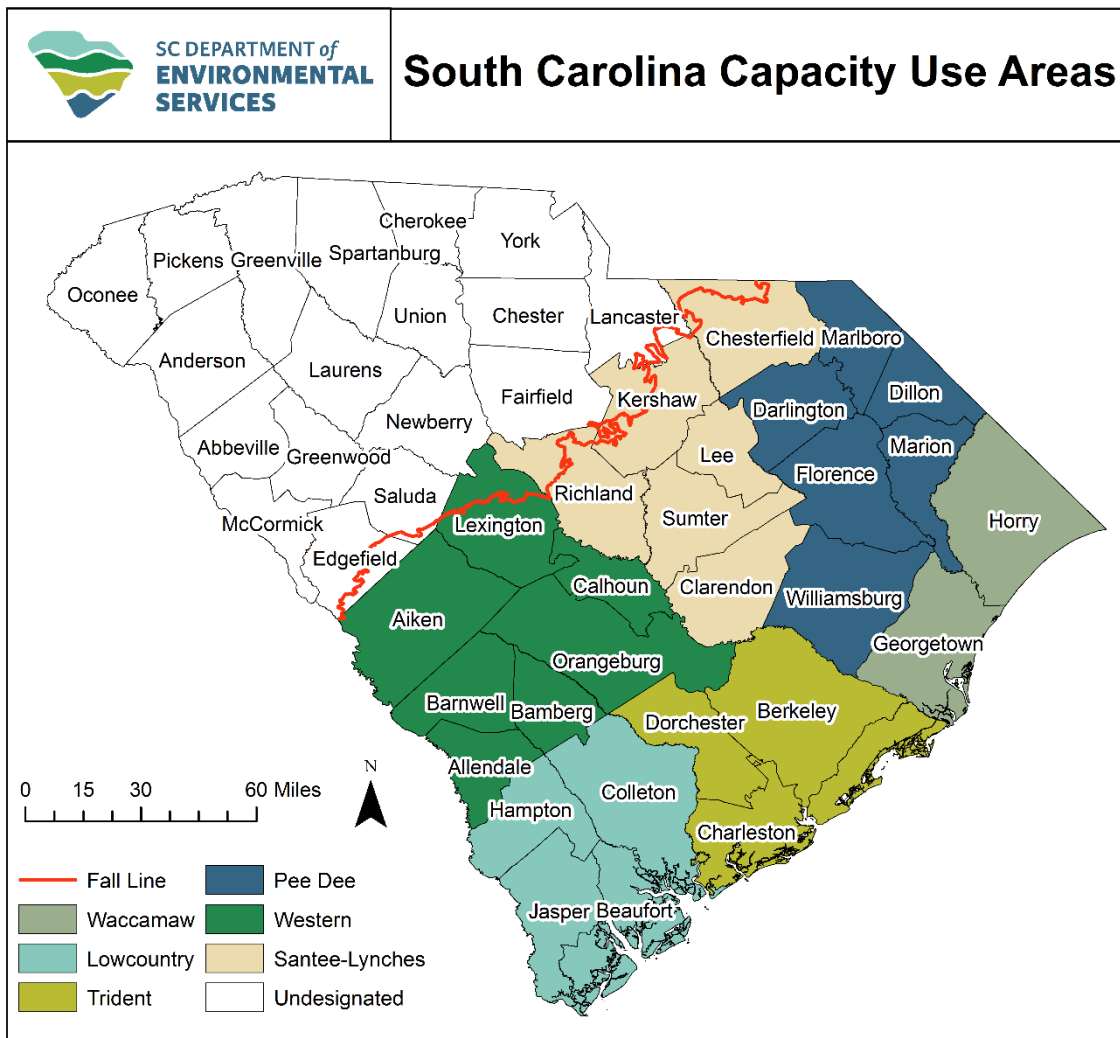 SC DEPARTMENT of
ENVIRONMENTAL
SERVICES
South Carolina Capacity Use Areas
Cherokee
York
Pickens
Greenville
Spartanburg
Oconee
Union
Chester
Lancaster
Anderson
Laurens
Chesterfield
Marlboro
Fairfield
Kershaw
Dillon
Newberry
Darlington
Abbeville
Greenwood
Lee
Marion
Florence
Saluda
Richland
McCormick
Lexington
Sumter
Horry
Edgefield
Calhoun
Clarendon
Williamsburg
Aiken
Georgetown
Orangeburg
Barnwell
Bamberg
Dorchester
Berkeley
Allendale
Colleton
Hampton
Charleston
Jasper
Beaufort
N
0 15 30 60 Miles
Fall Line
Pee Dee
Waccamaw
Western
Lowcountry
Santee-Lynches
Trident
Undesignated